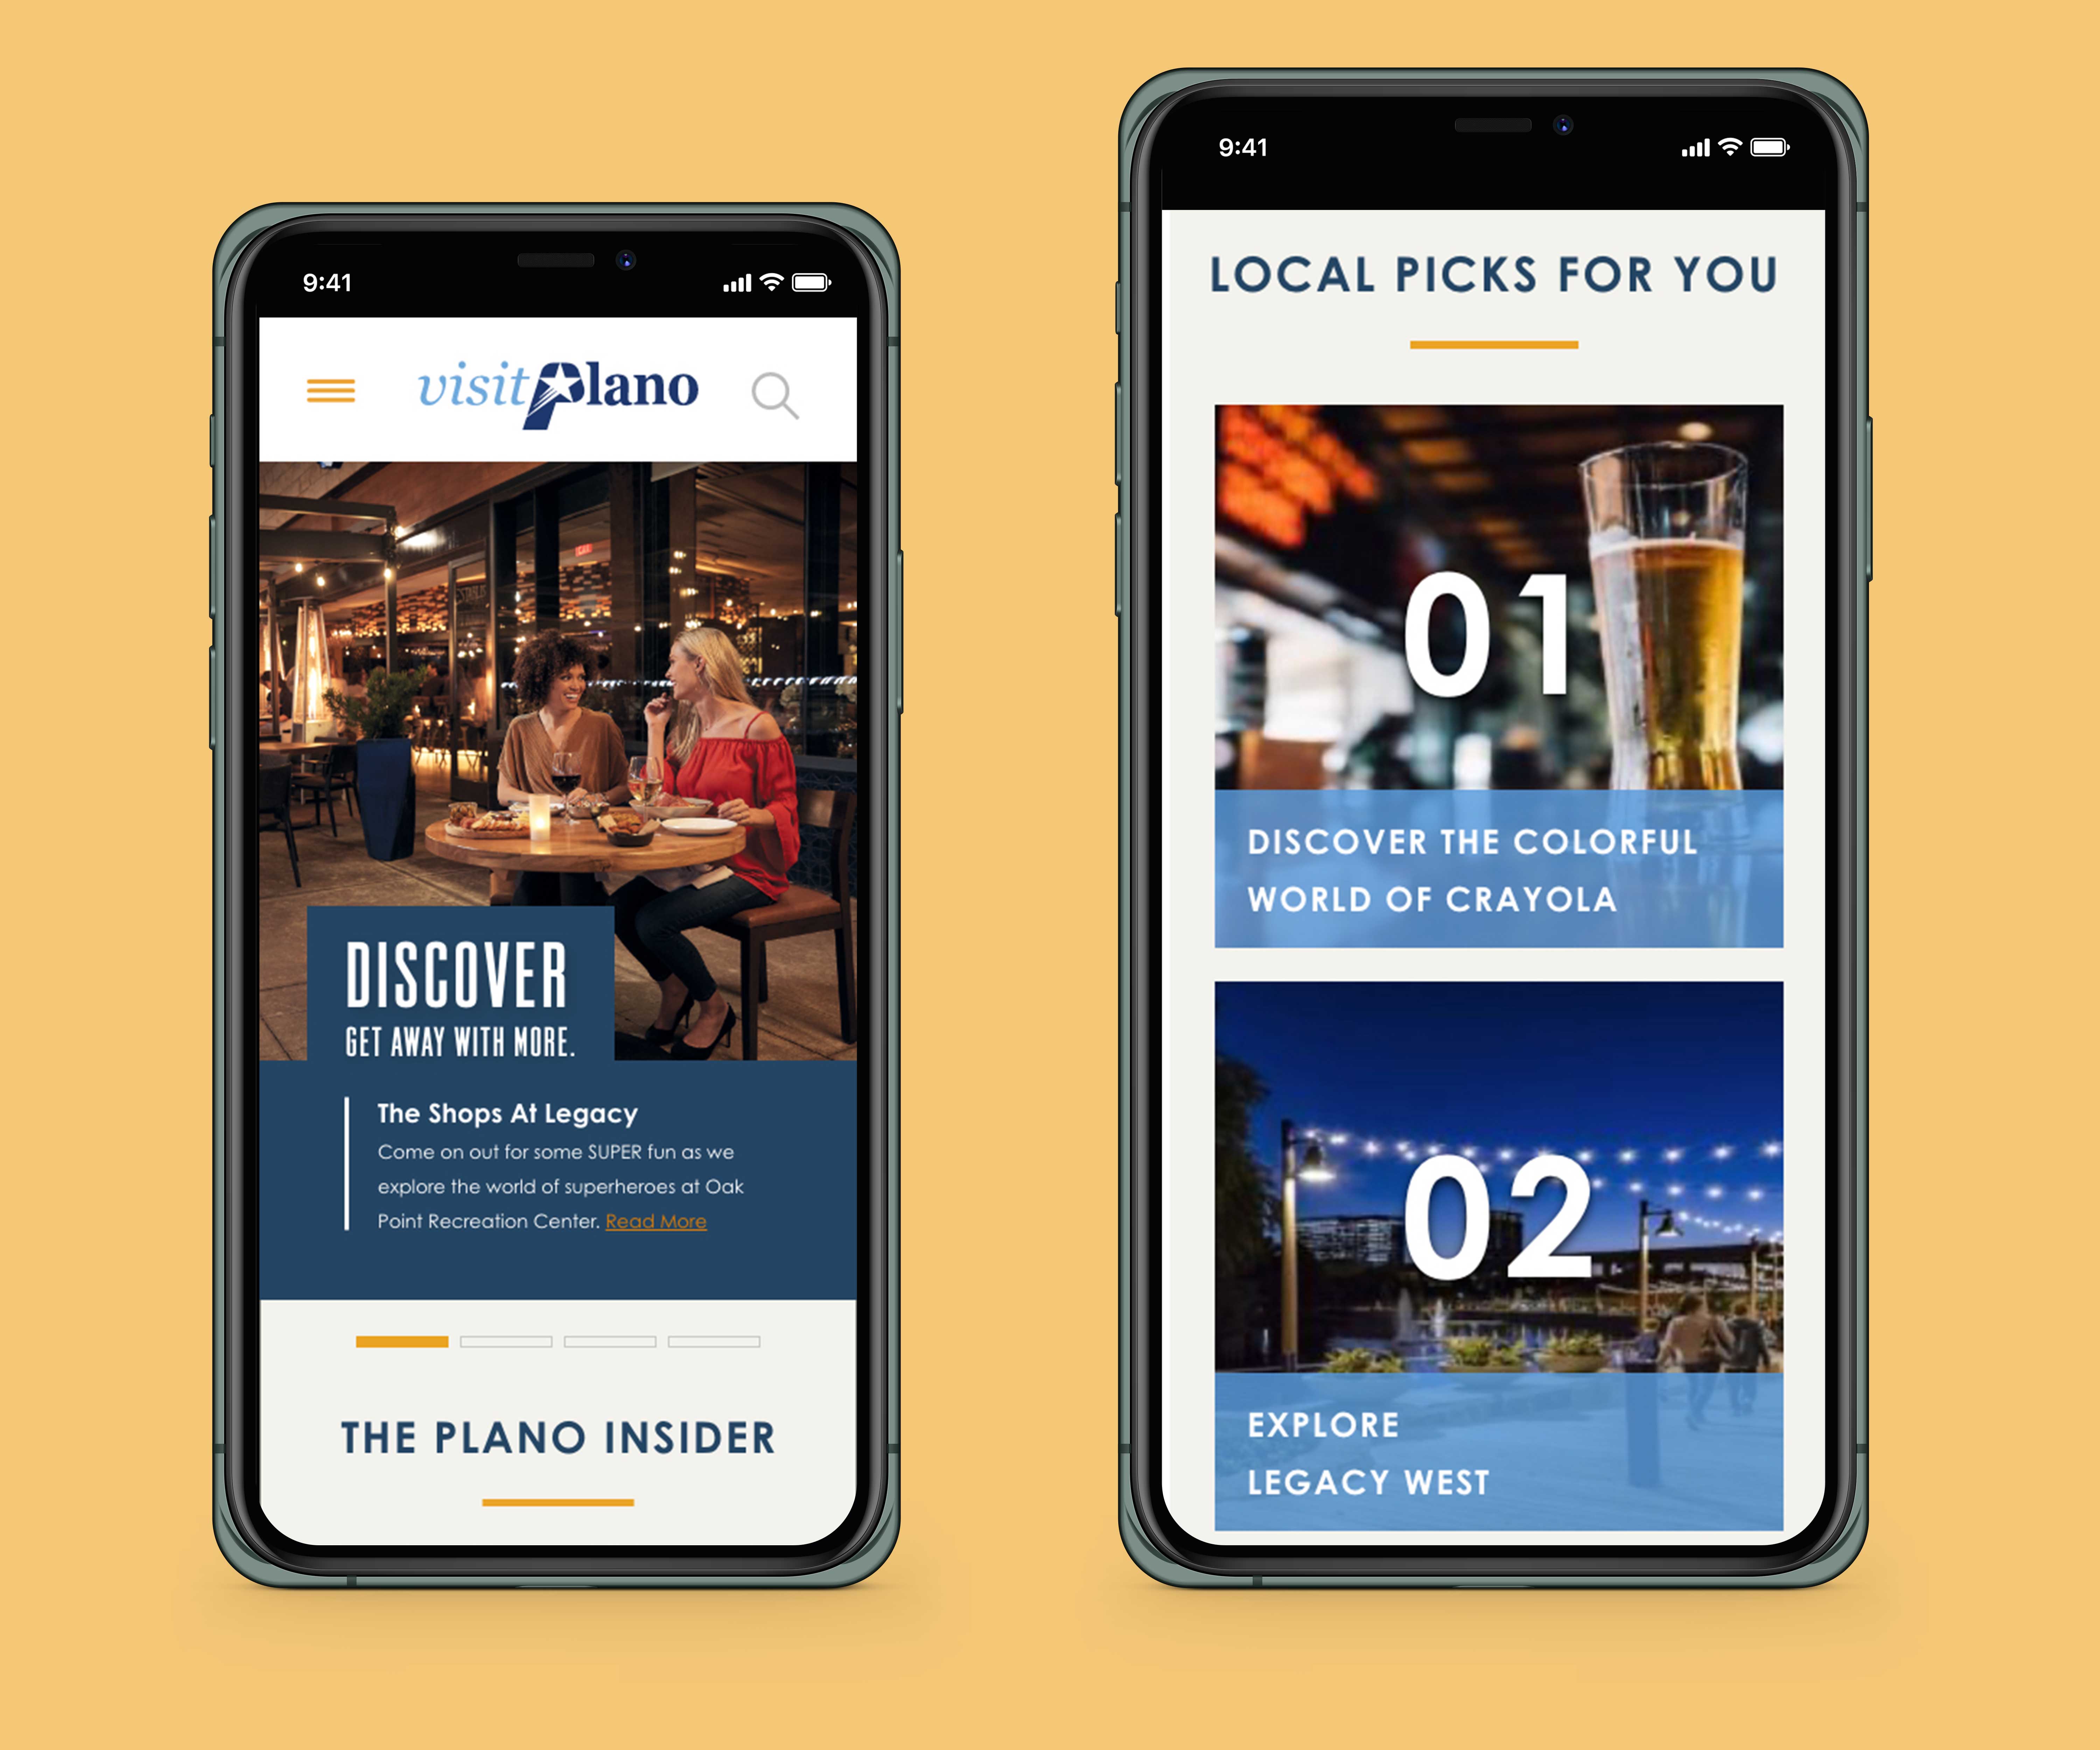 9:41
visit Plano
DISCOVER
GET AWAY WITH MORE.
The Shops At Legacy
Come on out for some SUPER fun as we
explore the world of superheroes at Oak
Point Recreation Center. Read More
THE PLANO INSIDER
9:41
LOCAL PICKS FOR YOU
01
DISCOVER THE COLORFUL
WORLD OF CRAYOLA
02
EXPLORE
LEGACY WEST